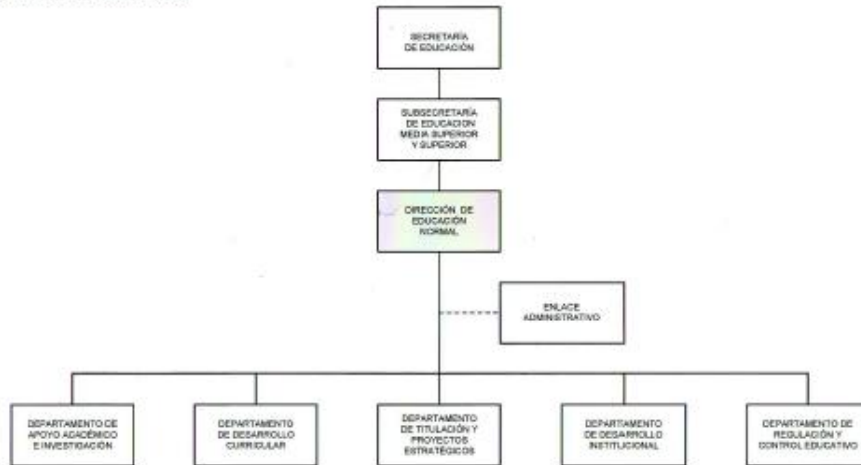 SECRETARÍA
DE EDUCACIÓN
SUBSECRETARÍA
DE EDUCACION
MEDIA SUPERIOR
Y SUPERIOR
DIRECCIÓN DE
EDUCACIÓN
NORMAL
ENLACE
ADMINISTRATIVO
DEPARTAMENTO DE
APOYO ACADÉMICO
E INVESTIGACIÓN
DEPARTAMENTO
DE DESARROLLO
CURRICULAR
DEPARTAMENTO
DE TITULACIÓN Y
PROYECTOS
ESTRATÉGICOS
DEPARTAMENTO
DE DESARROLLO
INSTITUCIONAL
DEPARTAMENTO DE
REGULACIÓN Y
CONTROL EDUCATIVO